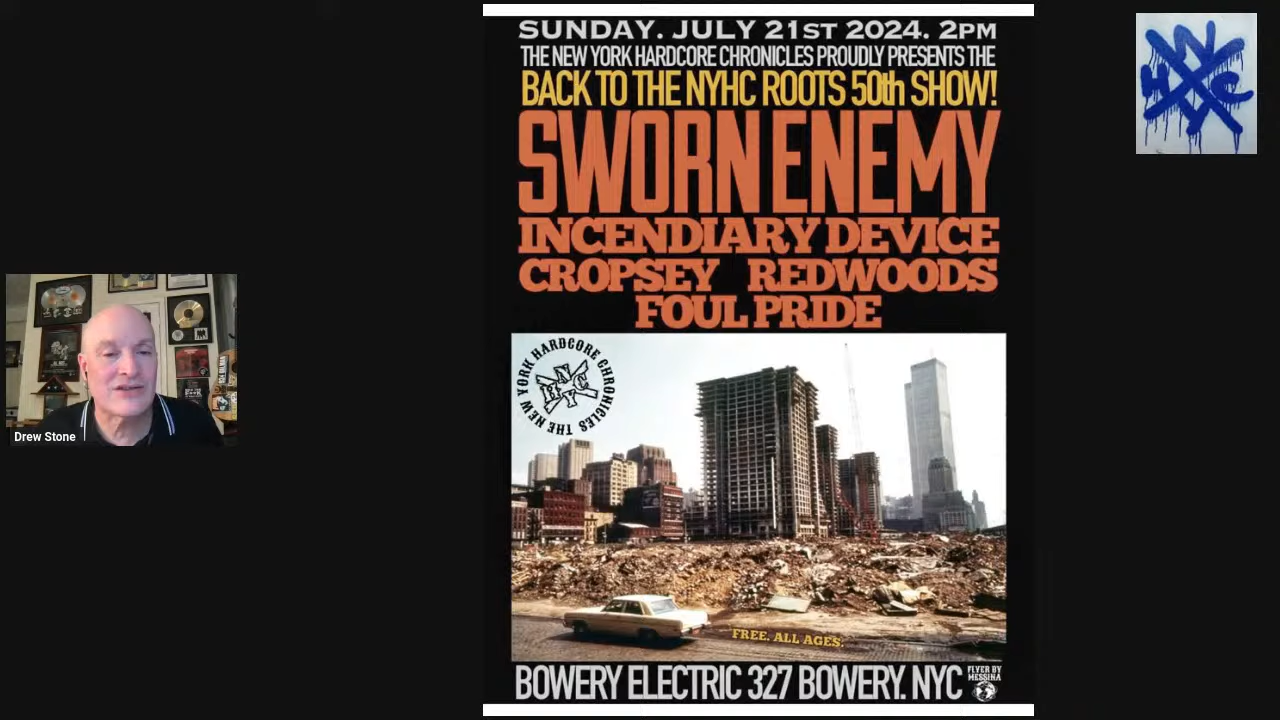 SUNDAY. JULY 21ST 2024. 2PM
THE NEW YORK HARDCORE CHRONICLES PROUDLY PRESENTS THE
BACK TO THE NYHC ROOTS 50th SHOW!
SWORN ENEMY
INCENDIARY DEVICE
CROPSEY REDWOODS
FOUL PRIDE
THE NEW YORK HARDCORE CHRONICLES
N
H C
Y
FREE. ALL AGES.
BOWERY ELECTRIC 327 BOWERY. NYC
FLYER BY
MESSINA
Drew Stone
N
H C
Y